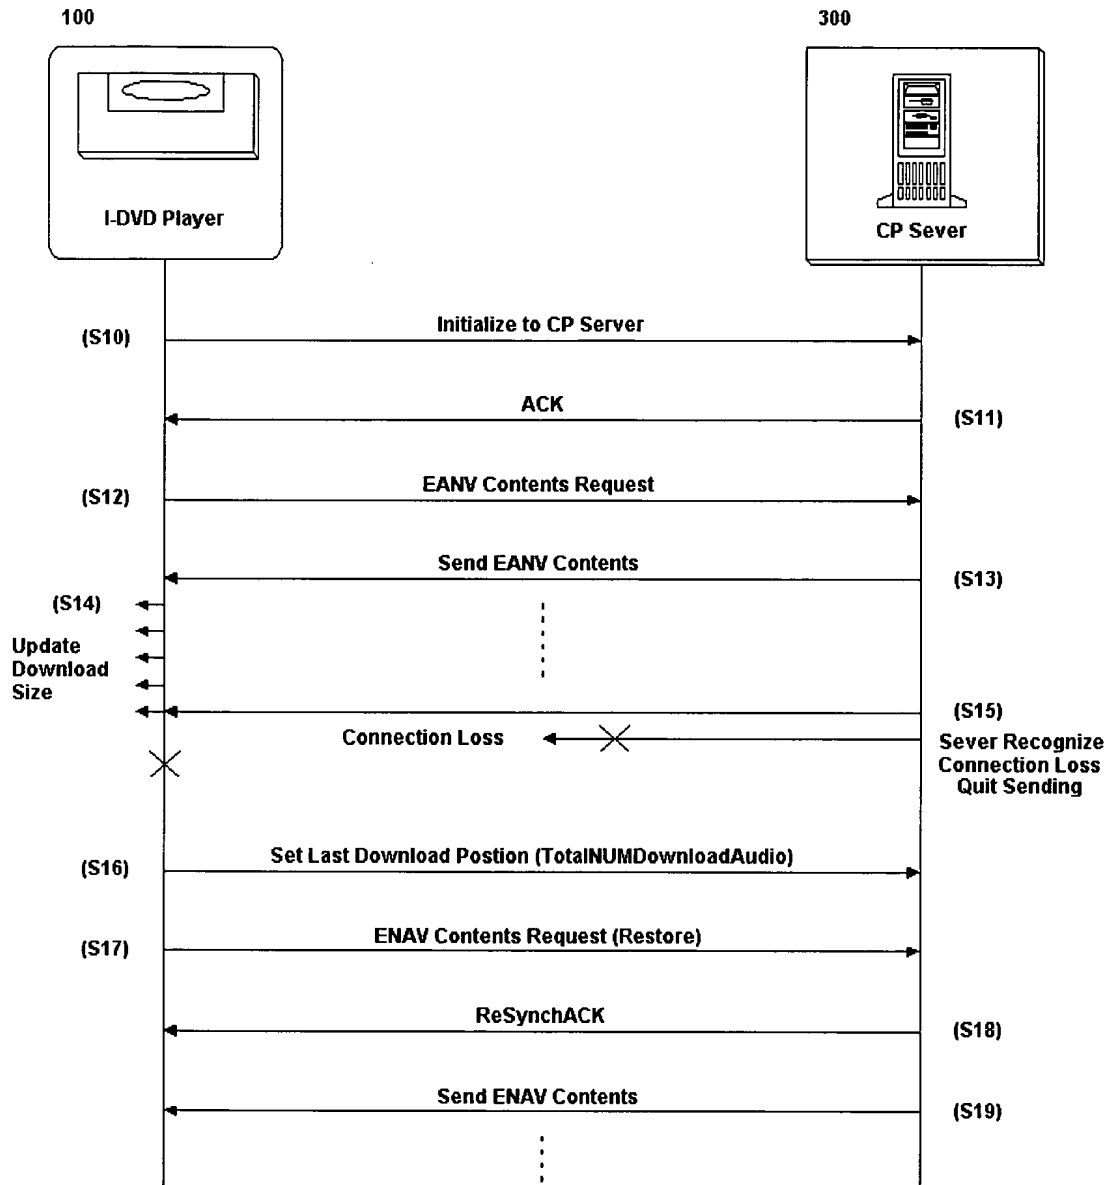 100
300
I-DVD Player
CP Sever
Initialize to CP Server
(S10)
ACK
(S11)
EANV Contents Request
(S12)
Send EANV Contents
(S13)
(S14)
Update
Download
Size
(S15)
Connection Loss
Sever Recognize
Connection Loss
Quit Sending
Set Last Download Postion (TotalNUMDownloadAudio)
(S16)
ENAV Contents Request (Restore)
(S17)
ReSynchACK
(S18)
Send ENAV Contents
(S19)